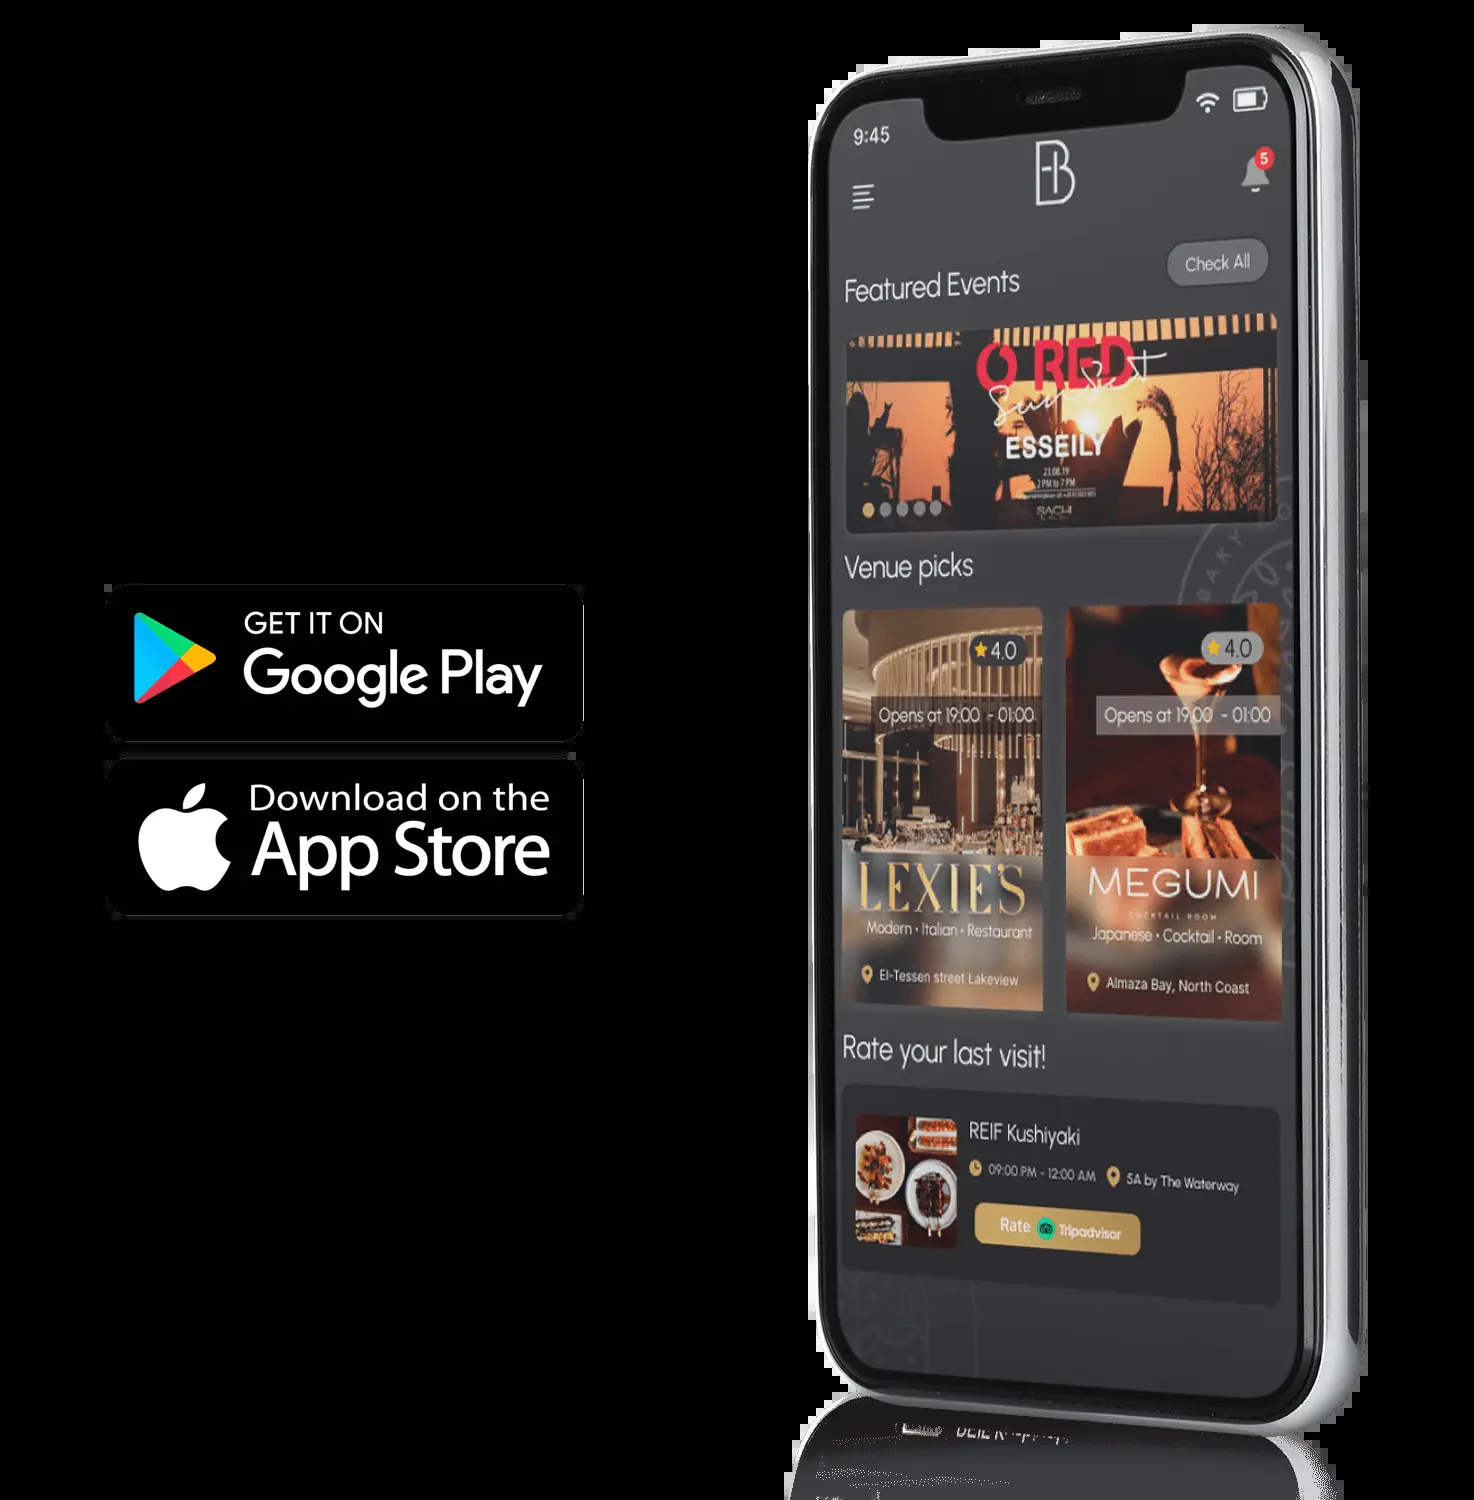 GET IT ON
Google Play
Download on the
App Store
9:45
B
5
Featured Events
Check All
O RED
Sunset
ESSEILY
23.08.19
2 PM to 7 PM
SACHI
BAKY
Venue picks
4.0
Opens at 19:00 - 01:00
LEXIE'S
Modern • Italian • Restaurant
El-Tessen street Lakeview
4.0
Opens at 19:00 - 01:00
MEGUMI
COCKTAIL ROOM
Japanese • Cocktail • Room
Almaza Bay, North Coast
Rate your last visit!
REIF Kushiyaki
09:00 PM - 12:00 AM
5A by The Waterway
Rate Tripadvisor